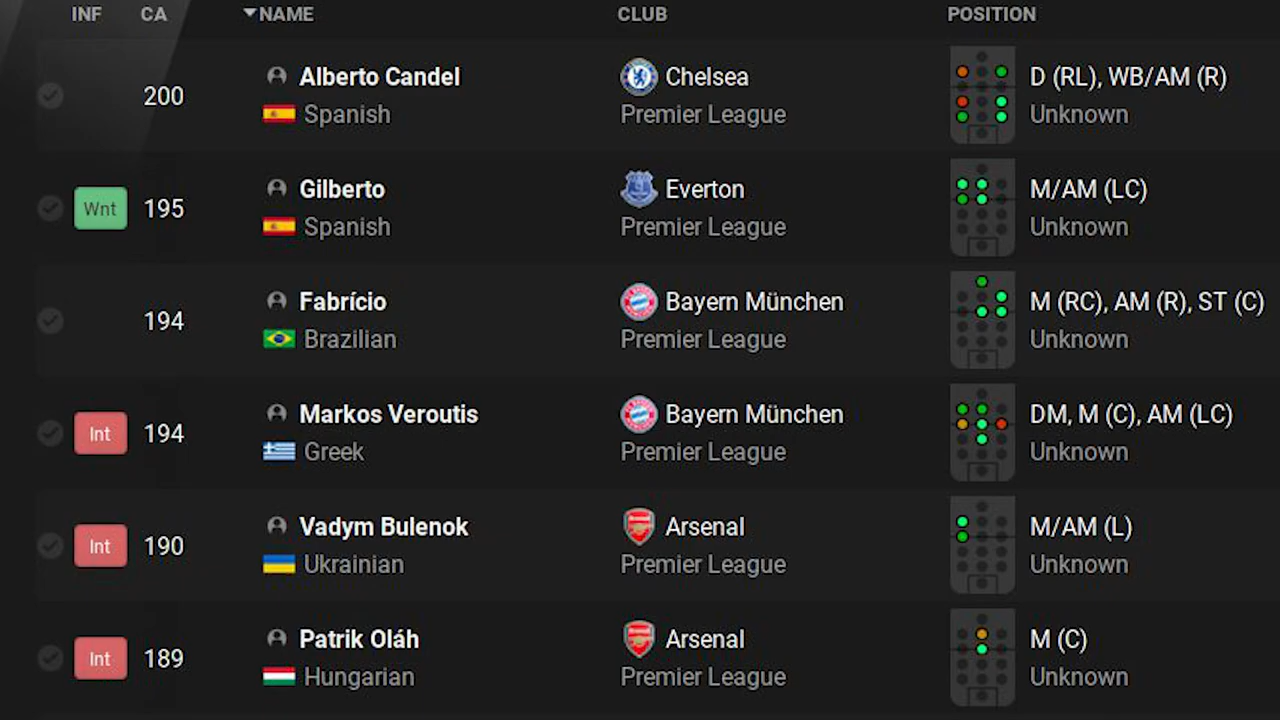 INF CA NAME CLUB POSITION
200 Alberto Candel Chelsea D (RL), WB/AM (R)
Spanish Premier League Unknown
Wnt 195 Gilberto Everton M/AM (LC)
Spanish Premier League Unknown
194 Fabrício Bayern München M (RC), AM (R), ST (C)
Brazilian Premier League Unknown
Int 194 Markos Veroutis Bayern München DM, M (C), AM (LC)
Greek Premier League Unknown
Int 190 Vadym Bulenok Arsenal M/AM (L)
Ukrainian Premier League Unknown
Int 189 Patrik Oláh Arsenal M (C)
Hungarian Premier League Unknown